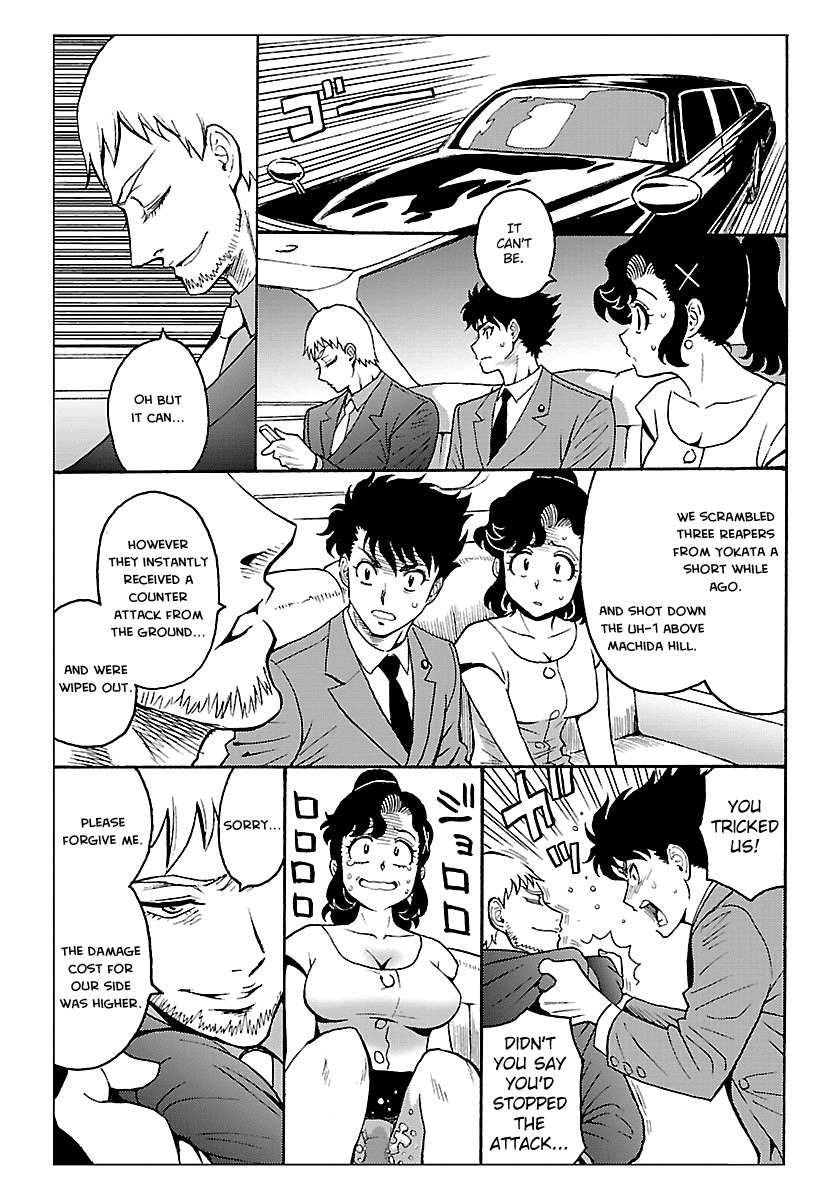 ゴー
IT
CAN'T
BE.
OH BUT
IT CAN...
WE SCRAMBLED
THREE REAPERS
FROM YOKATA A
SHORT WHILE
AGO.
AND SHOT DOWN
THE UH-1 ABOVE
MACHIDA HILL.
HOWEVER
THEY INSTANTLY
RECEIVED A
COUNTER
ATTACK FROM
THE GROUND...
AND WERE
WIPED OUT.
YOU
TRICKED
US!
DIDN'T
YOU SAY
YOU'D
STOPPED
THE
ATTACK...
SORRY...
PLEASE
FORGIVE ME.
THE DAMAGE
COST FOR
OUR SIDE
WAS HIGHER.